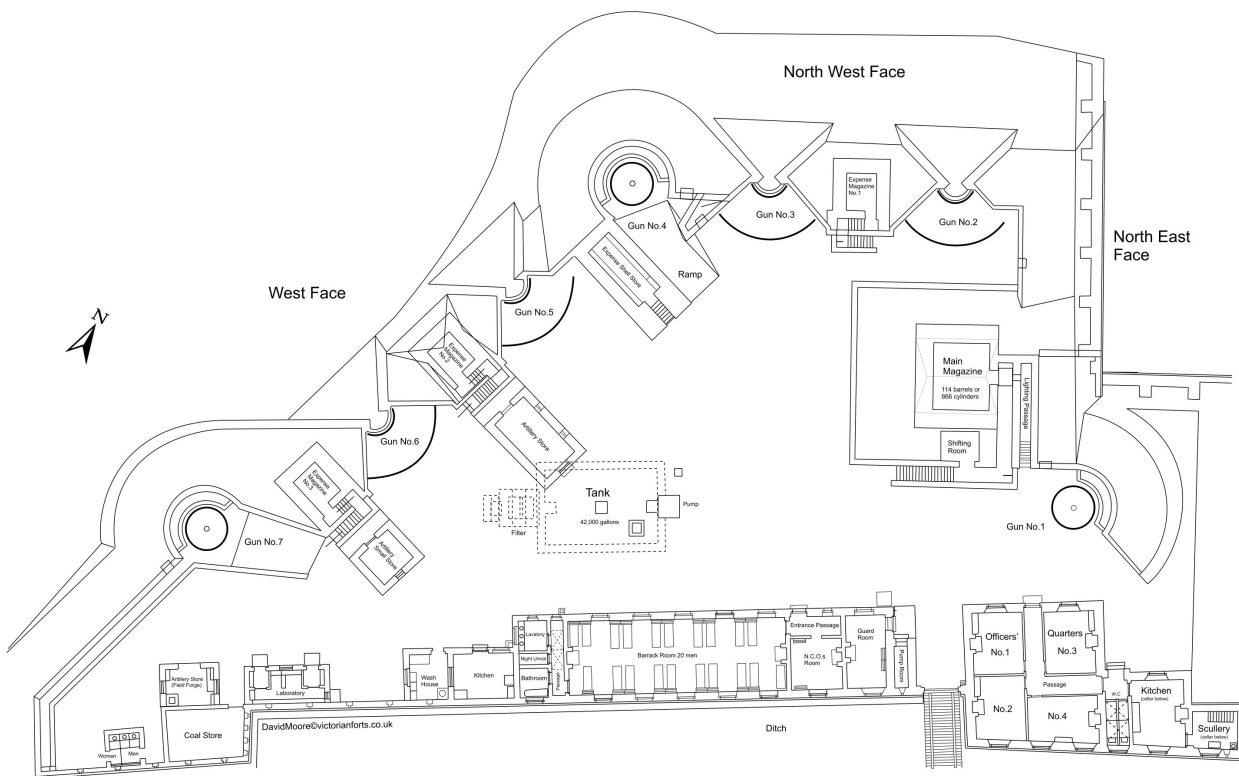 North West Face
North East
Face
West Face
N
Expense
Magazine
No.1
Gun No.3
Gun No.2
Gun No.4
Expense Shell Store
Ramp
Gun No.5
Expense
Magazine
No.2
Main
Magazine
114 barrels or
866 cylinders
Lighting Passage
Shifting
Room
Artillery Store
Gun No.6
Expense
Magazine
No.3
Tank
42,000 gallons
Pump
Filter
Gun No.1
Gun No.7
Artillery
Small Store
Lavatory
Night Urinal
Bathroom
Passage
Barrack Room 20 men
Entrance Passage
N.C.O.s
Room
Guard
Room
Pump Room
Officers'
No.1
Quarters
No.3
Passage
No.2
No.4
W.C
Kitchen
(cellar below)
Scullery
(cellar below)
Artillery Store
(Field Forge)
Laboratory
Wash
House
Kitchen
Coal Store
Women
Men
DavidMoore©victorianforts.co.uk
Ditch